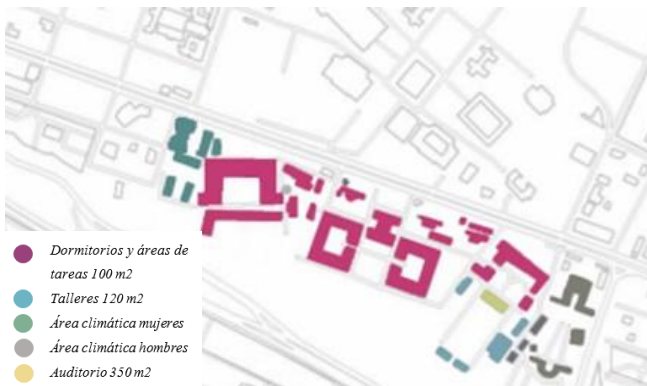 Dormitorios y áreas de
tareas 100 m2
Talleres 120 m2
Área climática mujeres
Área climática hombres
Auditorio 350 m2